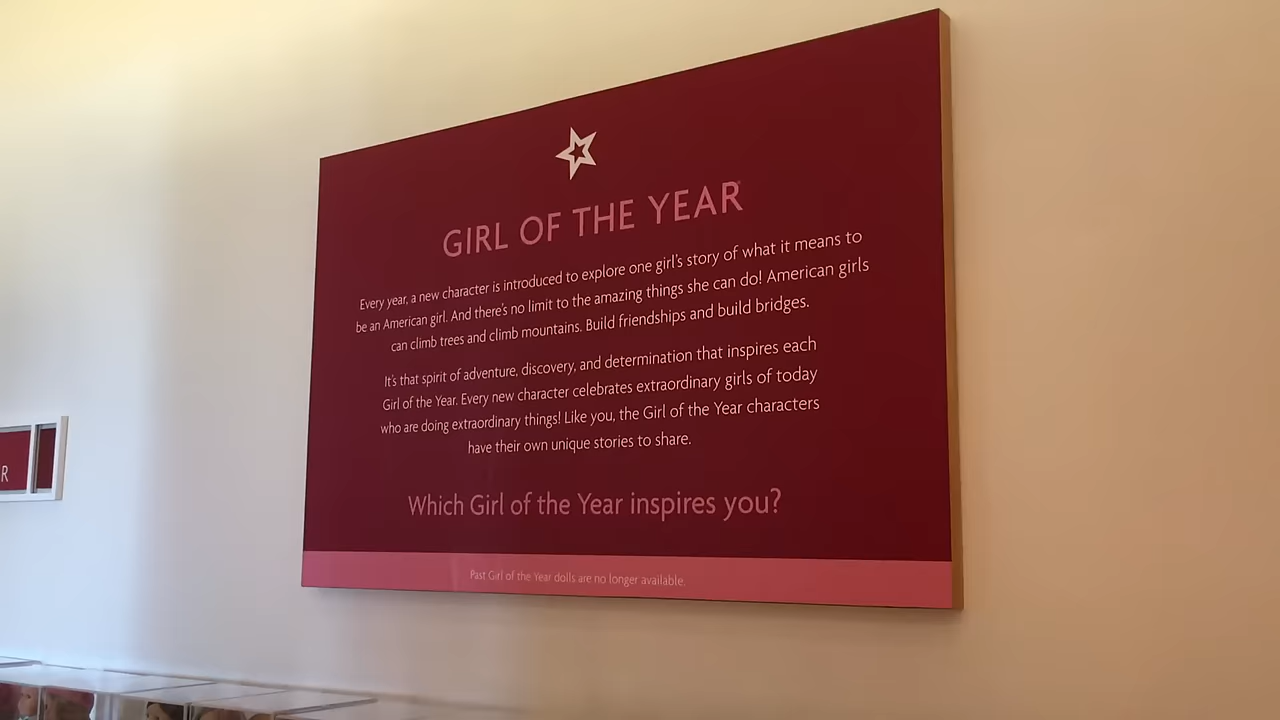 GIRL OF THE YEAR
Every year, a new character is introduced to explore one girl's story of what it means to
be an American girl. And there's no limit to the amazing things she can do! American girls
can climb trees and climb mountains. Build friendships and build bridges.
It's that spirit of adventure, discovery, and determination that inspires each
Girl of the Year. Every new character celebrates extraordinary girls of today
who are doing extraordinary things! Like you, the Girl of the Year characters
have their own unique stories to share.
Which Girl of the Year inspires you?
Past Girl of the Year dolls are no longer available.
R